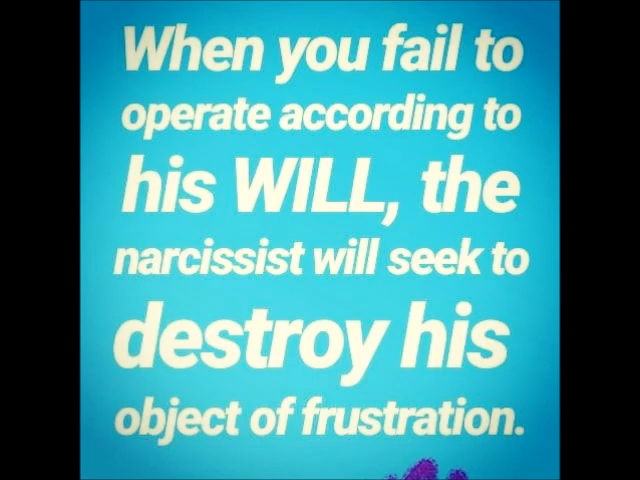 When you fail to
operate according to
his WILL, the
narcissist will seek to
destroy his
object of frustration.